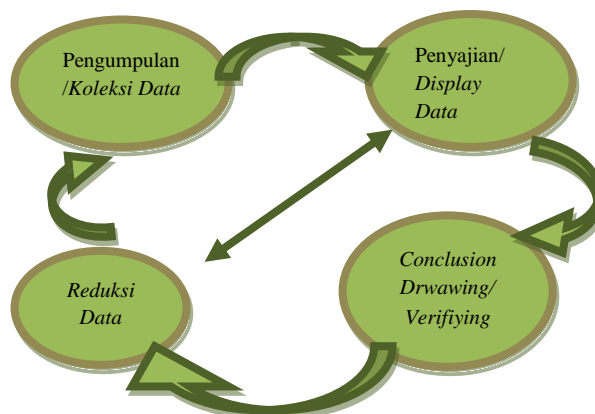 Pengumpulan
/Koleksi Data
Penyajian/
Display
Data
Reduksi
Data
Conclusion
Drwawing/
Verifiying